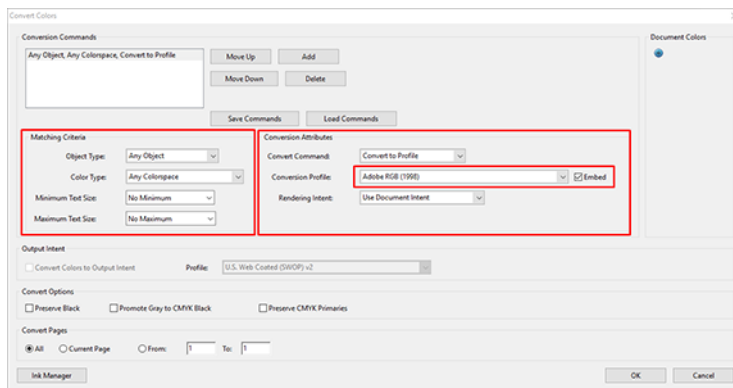 Convert Colors
Conversion Commands
Any Object, Any Colorspace, Convert to Profile
Move Up Add
Move Down Delete
Save Commands Load Commands
Document Colors
Matching Criteria
Object Type: Any Object
Color Type: Any Colorspace
Minimum Text Size: No Minimum
Maximum Text Size: No Maximum
Conversion Attributes
Convert Command: Convert to Profile
Conversion Profile: Adobe RGB (1998) Embed
Rendering Intent: Use Document Intent
Output Intent
Convert Colors to Output Intent Profile: U.S. Web Coated (SWOP) v2
Convert Options
Preserve Black Promote Gray to CMYK Black Preserve CMYK Primaries
Convert Pages
All Current Page From: 1 To: 1
Ink Manager OK Cancel